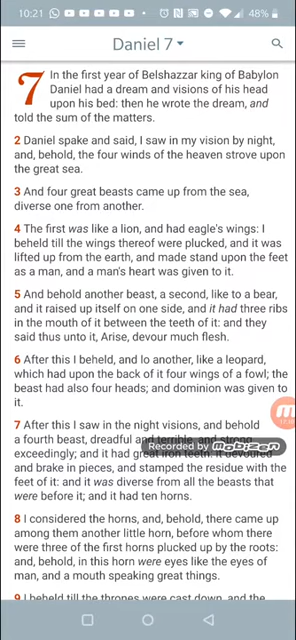 10:21 48%
Daniel 7
7 In the first year of Belshazzar king of Babylon
Daniel had a dream and visions of his head
upon his bed: then he wrote the dream, and
told the sum of the matters.
2 Daniel spake and said, I saw in my vision by night,
and, behold, the four winds of the heaven strove upon
the great sea.
3 And four great beasts came up from the sea,
diverse one from another.
4 The first was like a lion, and had eagle's wings: I
beheld till the wings thereof were plucked, and it was
lifted up from the earth, and made stand upon the feet
as a man, and a man's heart was given to it.
5 And behold another beast, a second, like to a bear,
and it raised up itself on one side, and it had three ribs
in the mouth of it between the teeth of it: and they
said thus unto it, Arise, devour much flesh.
6 After this I beheld, and lo another, like a leopard,
which had upon the back of it four wings of a fowl; the
beast had also four heads; and dominion was given to
it.
7 After this I saw in the night visions, and behold
a fourth beast, dreadful and terrible, and strong
exceedingly; and it had great iron teeth: it devoured
and brake in pieces, and stamped the residue with the
feet of it: and it was diverse from all the beasts that
were before it; and it had ten horns.
Recorded by MOBIZEN
8 I considered the horns, and, behold, there came up
among them another little horn, before whom there
were three of the first horns plucked up by the roots:
and, behold, in this horn were eyes like the eyes of
man, and a mouth speaking great things.
9 I beheld till the thrones were cast down, and the